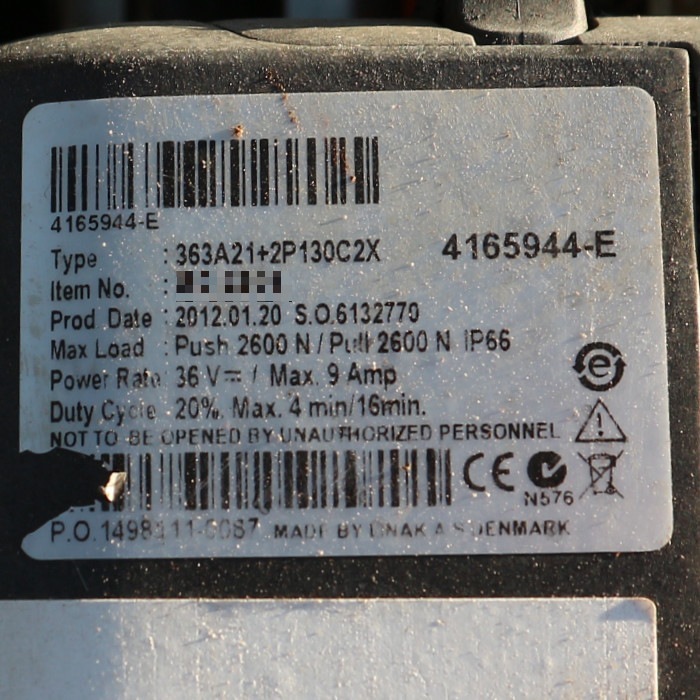 4165944-E
Type : 363A21+2P130C2X 4165944-E
Item No. :
Prod Date : 2012.01.20 S.O.6132770
Max Load : Push 2600 N / Pull 2600 N IP66
Power Rate : 36 V / Max. 9 Amp
Duty Cycle : 20%. Max. 4 min/16min.
NOT TO BE OPENED BY UNAUTHORIZED PERSONNEL
CE N576
P.O. MADE BY LINAK A/S DENMARK